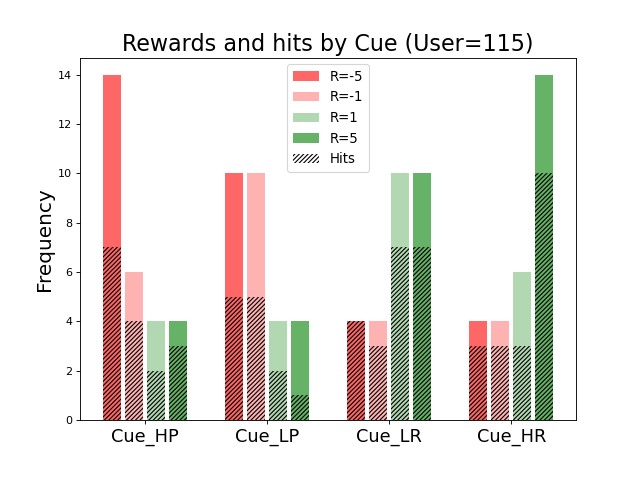 Rewards and hits by Cue (User=115)
R=-5
R=-1
R=1
R=5
Hits
Frequency
14
12
10
8
6
4
2
0
Cue_HP
Cue_LP
Cue_LR
Cue_HR